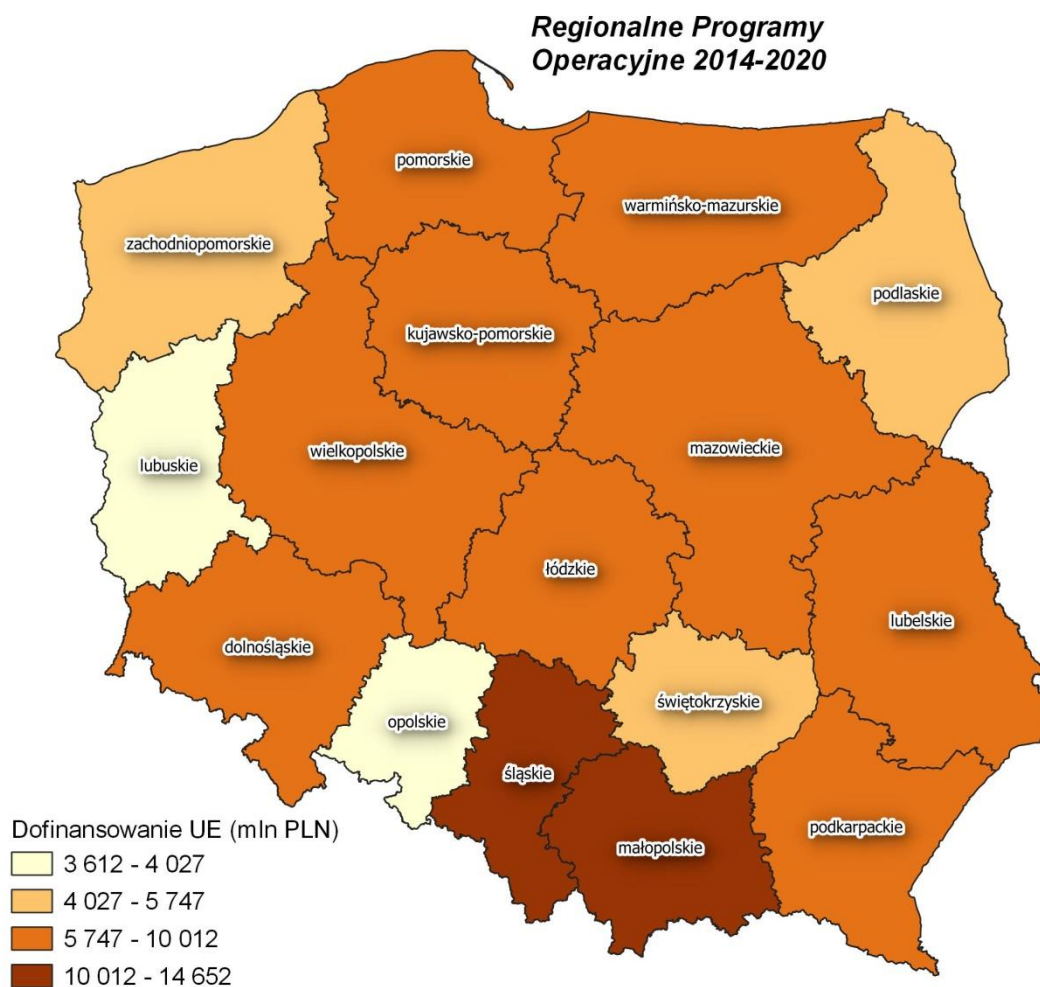 Regionalne Programy
Operacyjne 2014-2020
pomorskie
warmińsko-mazurskie
zachodniopomorskie
podlaskie
kujawsko-pomorskie
wielkopolskie
mazowieckie
lubuskie
łódzkie
lubelskie
dolnośląskie
świętokrzyskie
opolskie
śląskie
podkarpackie
małopolskie
Dofinansowanie UE (mln PLN)
3 612 - 4 027
4 027 - 5 747
5 747 - 10 012
10 012 - 14 652